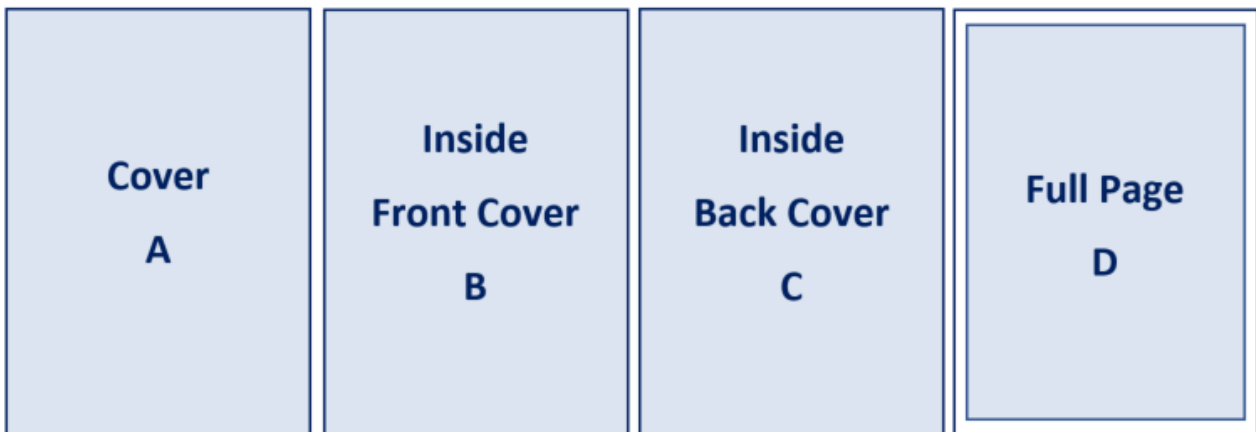 Cover
A
Inside
Front Cover
B
Inside
Back Cover
C
Full Page
D